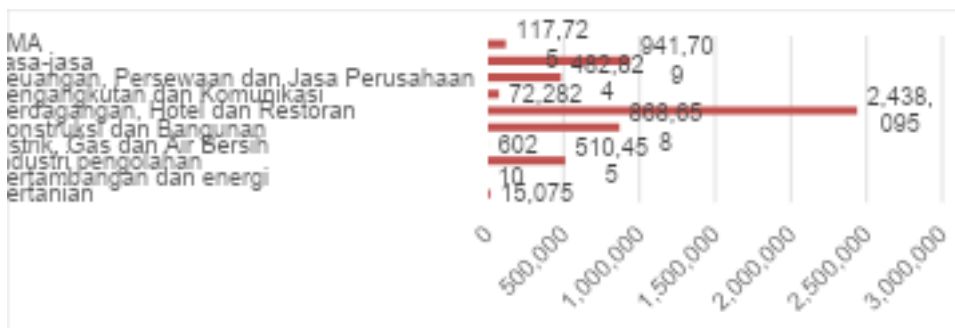 MA
117,72
5
asa-jasa
941,70
9
euangan, Persewaan dan Jasa Perusahaan
482,82
4
engangkutan dan Komunikasi
72,282
erdagangan, Hotel dan Restoran
2,438,
095
onstruksi dan Bangunan
868,65
8
istrik, Gas dan Air Bersih
602
ndustri pengolahan
510,45
5
ertambangan dan energi
10
ertanian
15,075
0
500,000
1,000,000
1,500,000
2,000,000
2,500,000
3,000,000